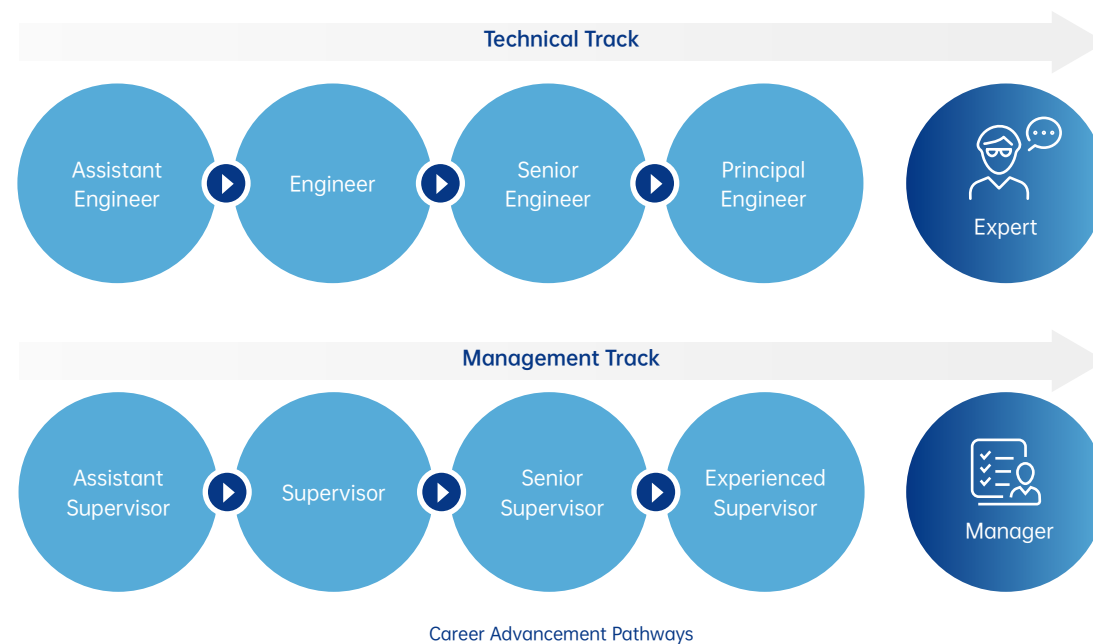 Technical Track
Assistant
Engineer
Engineer
Senior
Engineer
Principal
Engineer
Expert
Management Track
Assistant
Supervisor
Supervisor
Senior
Supervisor
Experienced
Supervisor
Manager
Career Advancement Pathways